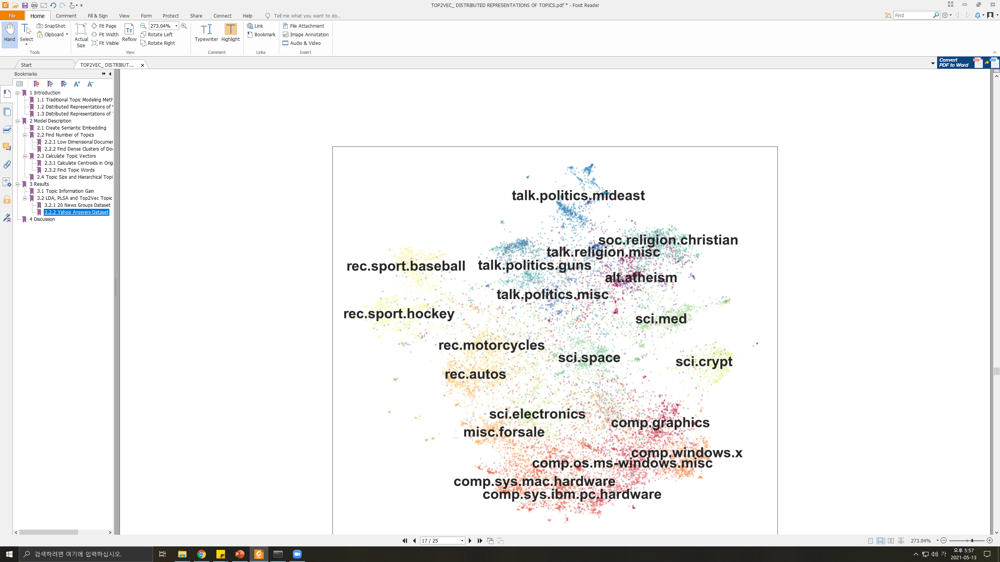 TOP2VEC_ DISTRIBUTED REPRESENTATIONS OF TOPICS.pdf * - Foxit Reader
File Home Comment Fill & Sign View Form Protect Share Connect Help Tell me what you want to do.. Find
Hand
Select
SnapShot
Clipboard
Tools
Actual Size
Fit Page
Fit Width
Fit Visible
Reflow
273.04%
Rotate Left
Rotate Right
View
Typewriter
Highlight
Comment
Link
Bookmark
Links
File Attachment
Image Annotation
Audio & Video
Insert
Start
TOP2VEC_ DISTRIBUT...
Convert
PDF to Word
Bookmarks
1 Introduction
1.1 Traditional Topic Modeling Meth
1.2 Distributed Representations of
1.3 Distributed Representations of
2 Model Description
2.1 Create Semantic Embedding
2.2 Find Number of Topics
2.2.1 Low Dimensional Documen
2.2.2 Find Dense Clusters of Do
2.3 Calculate Topic Vectors
2.3.1 Calculate Centroids in Orig
2.3.2 Find Topic Words
2.4 Topic Size and Hierarchical Topi
3 Results
3.1 Topic Information Gain
3.2 LDA, PLSA and Top2Vec Topic
3.2.1 20 News Groups Dataset
3.2.2 Yahoo Answers Dataset
4 Discussion
talk.politics.mideast
soc.religion.christian
talk.religion.misc
rec.sport.baseball
talk.politics.guns
alt.atheism
talk.politics.misc
rec.sport.hockey
sci.med
rec.motorcycles
sci.space
sci.crypt
rec.autos
sci.electronics
comp.graphics
misc.forsale
comp.windows.x
comp.os.ms-windows.misc
comp.sys.mac.hardware
comp.sys.ibm.pc.hardware
17 / 25
273.04%
검색하려면 여기에 입력하십시오.
가
오후 5:57
2021-05-13